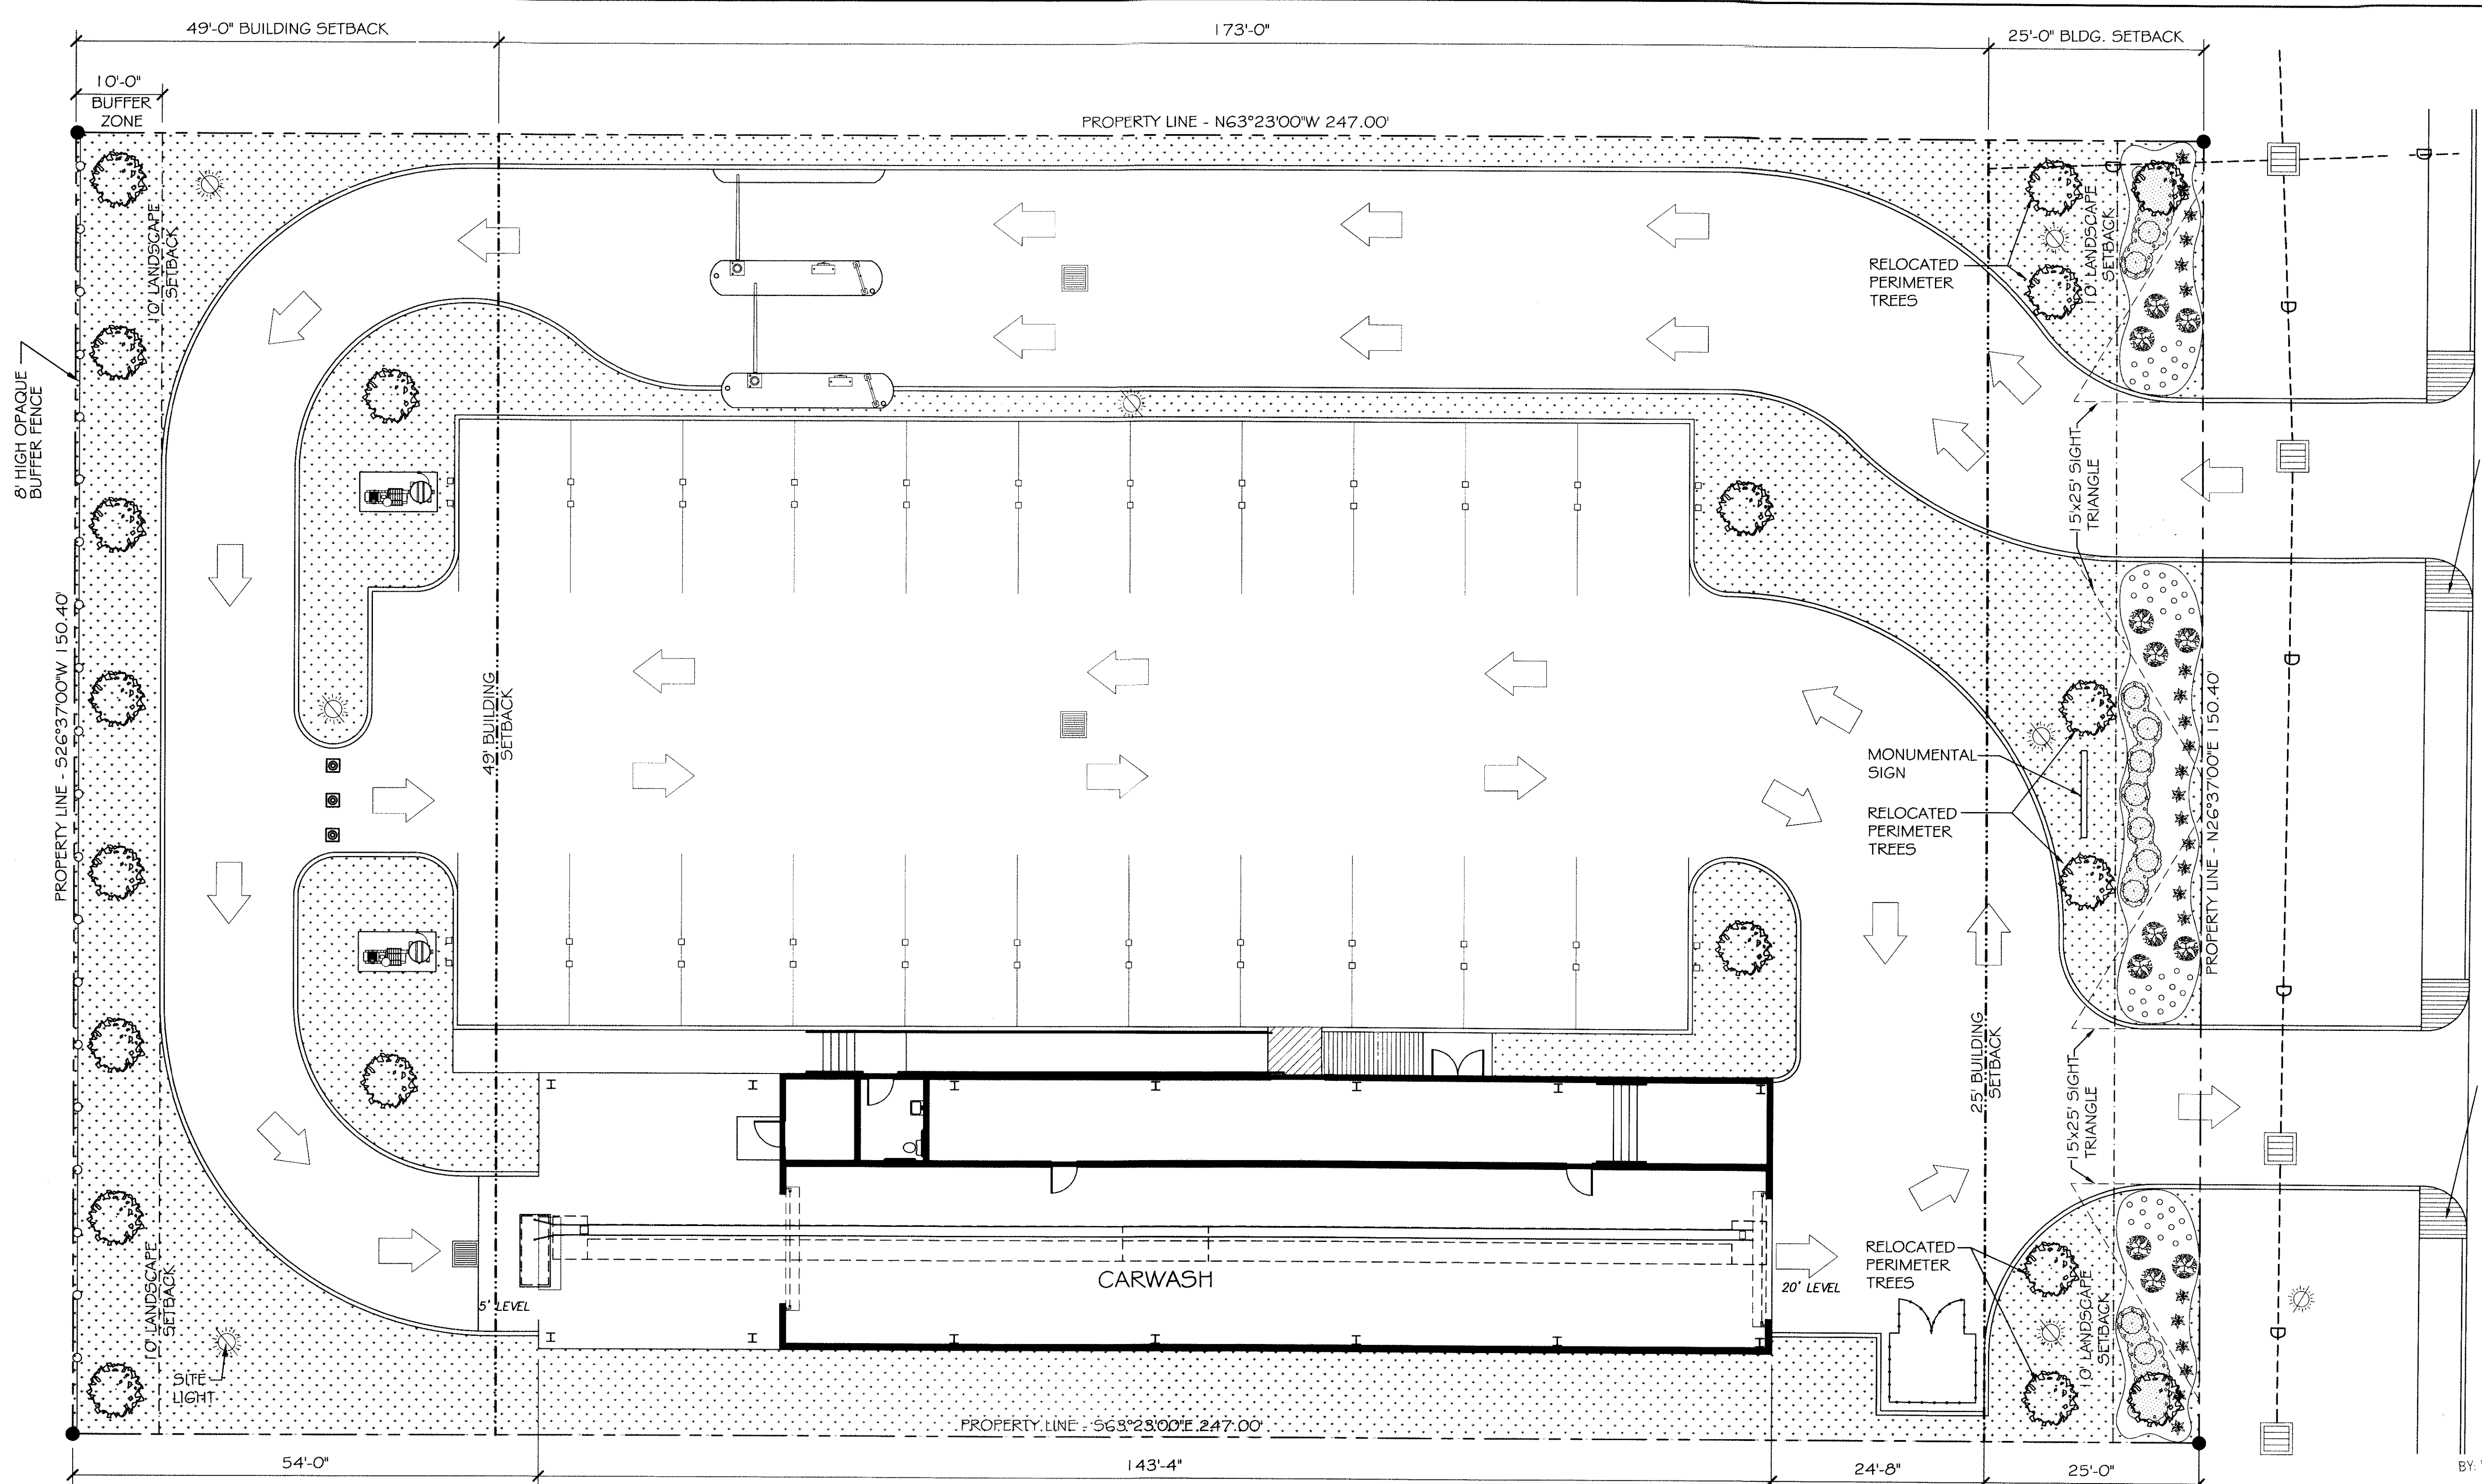 49'-0" BUILDING SETBACK
173'-0"
25'-0" BLDG. SETBACK
10'-0"
BUFFER
ZONE
PROPERTY LINE - N63°23'00"W 247.00'
10' LANDSCAPE
SETBACK
RELOCATED
PERIMETER
TREES
10' LANDSCAPE
SETBACK
8' HIGH OPAQUE
BUFFER FENCE
15'x25' SIGHT
TRIANGLE
PROPERTY LINE - S26°37'00"W 150.40'
49' BUILDING
SETBACK
MONUMENTAL
SIGN
RELOCATED
PERIMETER
TREES
PROPERTY LINE - N26°37'00"E 150.40'
25' BUILDING
SETBACK
15'x25' SIGHT
TRIANGLE
10' LANDSCAPE
SETBACK
5' LEVEL
CARWASH
20' LEVEL
RELOCATED
PERIMETER
TREES
10' LANDSCAPE
SETBACK
SITE
LIGHT
PROPERTY LINE - S63°23'00"E 247.00'
54'-0"
143'-4"
24'-8"
25'-0"
BY: